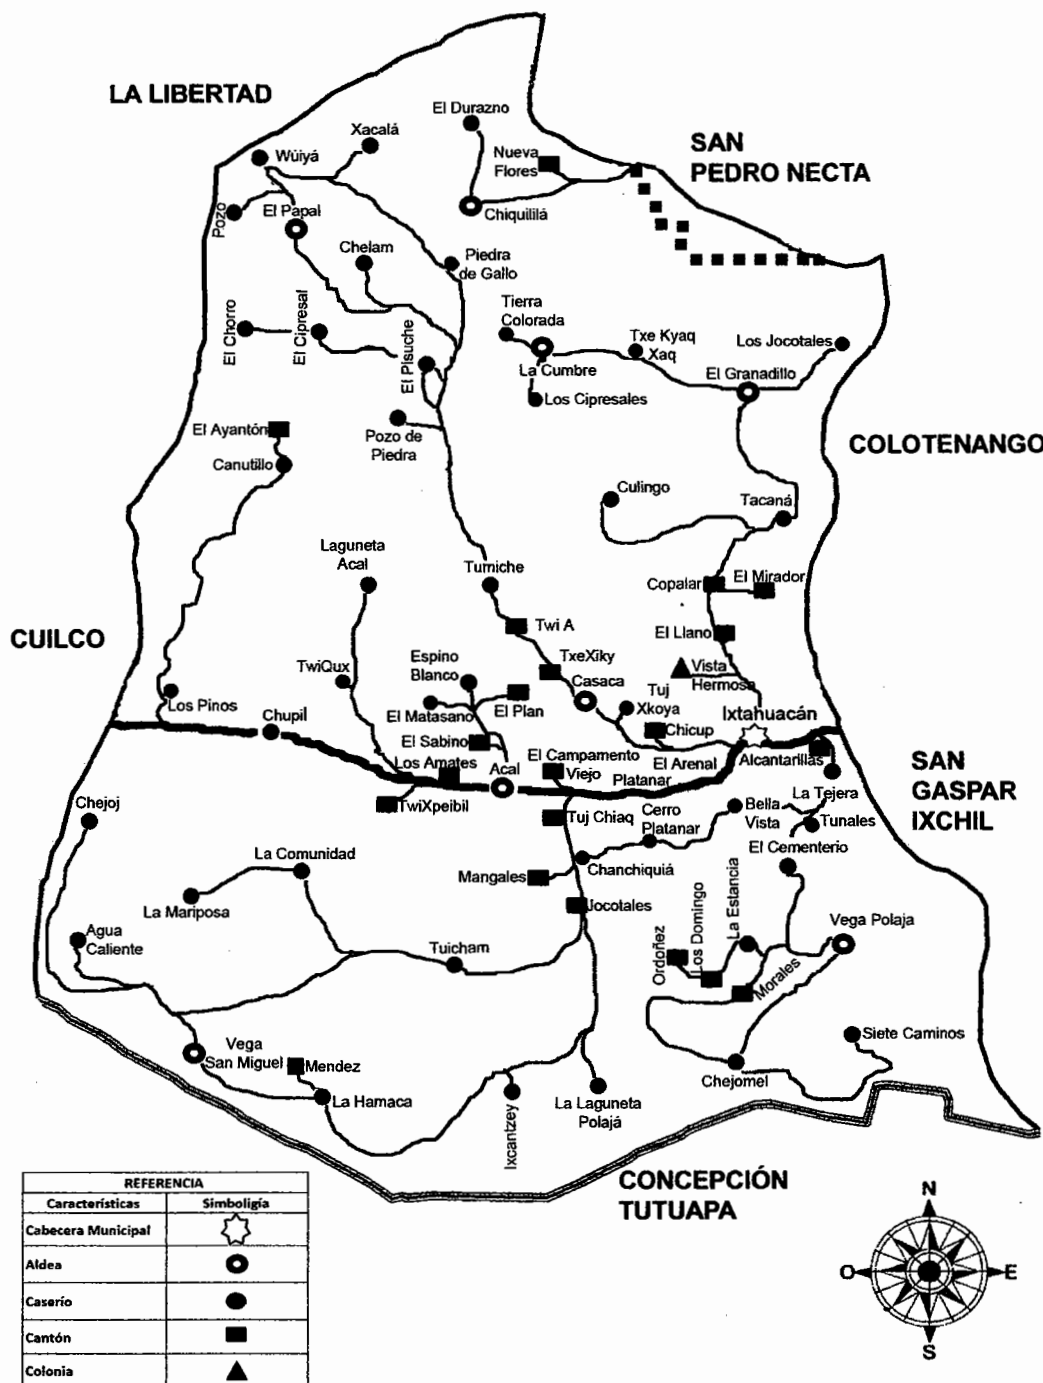 LA LIBERTAD
El Durazno
Xacalá
SAN
PEDRO NECTA
Nueva
Flores
Wüiyá
Pozo
El Papal
Chiquililá
Chelam
Piedra
de Gallo
El Chorro
El Cipresal
El Pisuche
Tierra
Colorada
Txe Kyaq
Xaq
Los Jocotales
La Cumbre
El Granadillo
Los Cipresales
El Ayantón
Pozo de
Piedra
COLOTENANGO
Canutillo
Culingo
Tacaná
Laguneta
Acal
Tumiche
Copalar
El Mirador
CUILCO
Twi A
El Llano
Espino
Blanco
TxeXiky
Vista
Hermosa
TwiQux
Casaca
Tuj
Xkoya
Los Pinos
El Plan
El Matasano
Chupil
Ixtahuacán
Chicup
El Sabino
El Campamento
Viejo
El Arenal
Alcantarillas
Los Amates
Acal
Platanar
SAN
GASPAR
IXCHIL
La Tejera
Chejoj
TwiXpeibil
Tuj Chiaq
Cerro
Platanar
Bella
Vista
Tunales
La Comunidad
El Cementerio
Chanchiquiá
Mangales
La Mariposa
Jocotales
Agua
Caliente
Tuicham
Ordoñez
Los Domingo
La Estancia
Vega Polaja
Morales
Vega
San Miguel
Mendez
Siete Caminos
Chejomel
La Hamaca
Ixcantzey
La Laguneta
Polajá
CONCEPCIÓN
TUTUAPA
REFERENCIA
Características
Simboligía
Cabecera Municipal
Aldea
Caserío
Cantón
Colonia
N
O
E
S